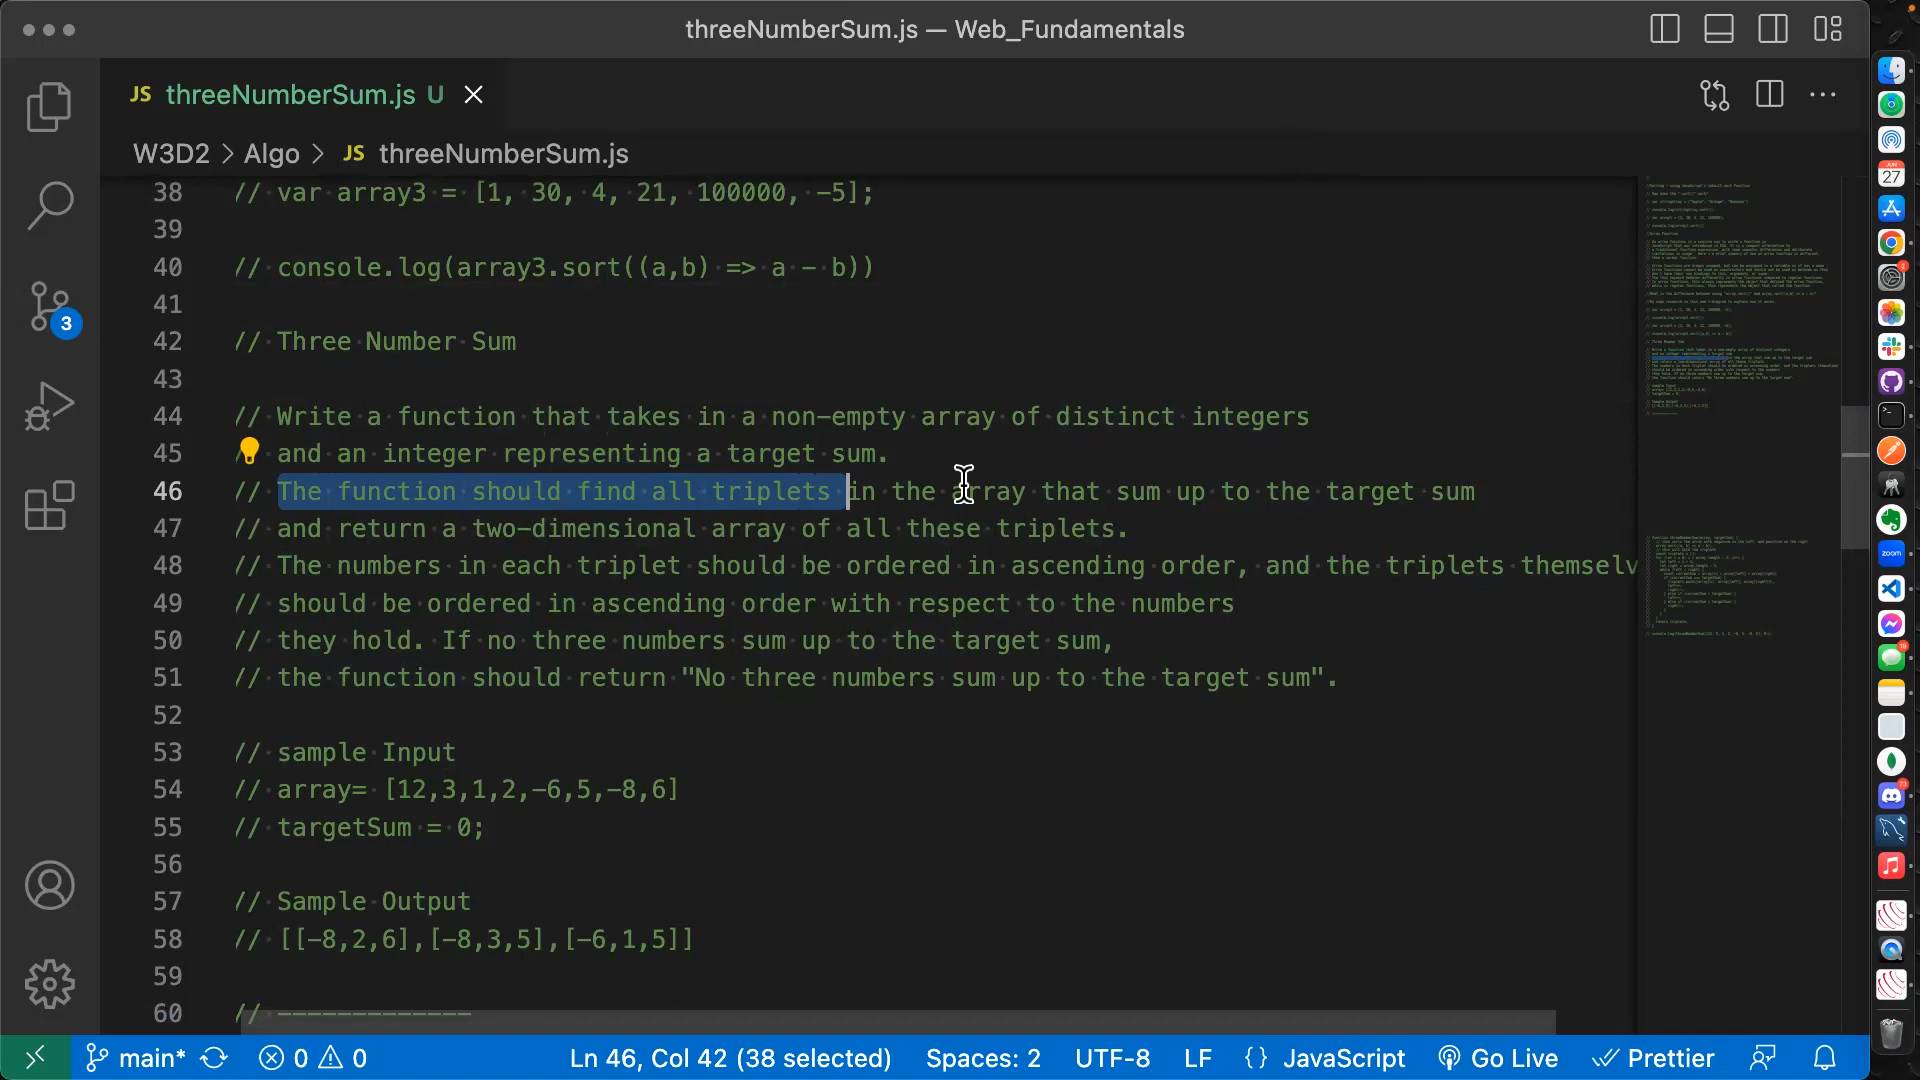 threeNumberSum.js — Web_Fundamentals
JS threeNumberSum.js U
W3D2 > Algo > JS threeNumberSum.js
38 // var array3 = [1, 30, 4, 21, 100000, -5];
39
40 // console.log(array3.sort((a,b) => a - b))
41
42 // Three Number Sum
43
44 // Write a function that takes in a non-empty array of distinct integers
45 // and an integer representing a target sum.
46 // The function should find all triplets in the array that sum up to the target sum
47 // and return a two-dimensional array of all these triplets.
48 // The numbers in each triplet should be ordered in ascending order, and the triplets themselv
49 // should be ordered in ascending order with respect to the numbers
50 // they hold. If no three numbers sum up to the target sum,
51 // the function should return "No three numbers sum up to the target sum".
52
53 // sample Input
54 // array= [12,3,1,2,-6,5,-8,6]
55 // targetSum = 0;
56
57 // Sample Output
58 // [[-8,2,6],[-8,3,5],[-6,1,5]]
59
60 // -------------
3
main* 0 0 Ln 46, Col 42 (38 selected) Spaces: 2 UTF-8 LF {} JavaScript Go Live Prettier
JUN
27
zoom